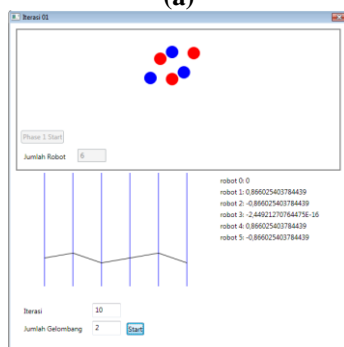 (a)
Iterasi 01
Phase 1 Start
Jumlah Robot 6
robot 0: 0
robot 1: 0,866025403784439
robot 2: -0,866025403784439
robot 3: -2,44921270764475E-16
robot 4: 0,866025403784439
robot 5: -0,866025403784439
Iterasi 10
Jumlah Gelombang 2 Start